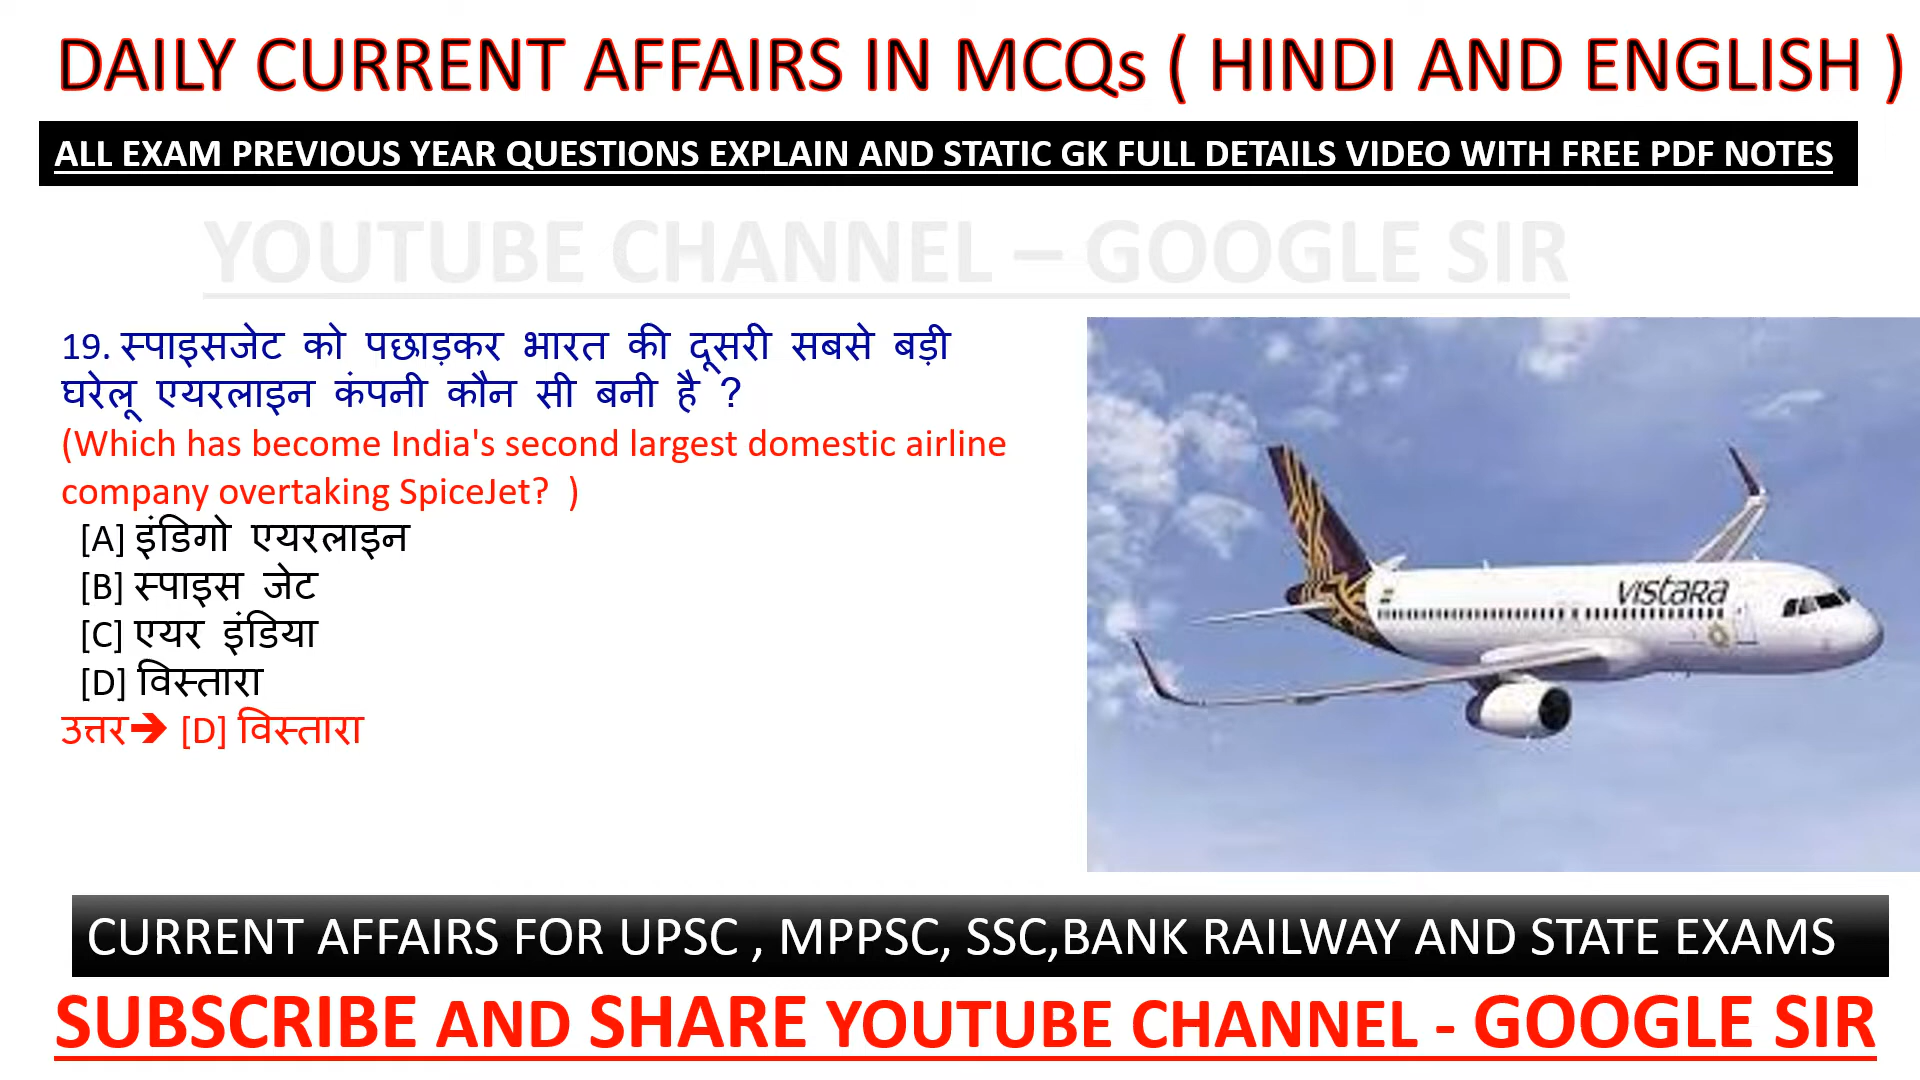 DAILY CURRENT AFFAIRS IN MCQs ( HINDI AND ENGLISH )
ALL EXAM PREVIOUS YEAR QUESTIONS EXPLAIN AND STATIC GK FULL DETAILS VIDEO WITH FREE PDF NOTES
YOUTUBE CHANNEL – GOOGLE SIR
19. स्पाइसजेट को पछाड़कर भारत की दूसरी सबसे बड़ी
घरेलू एयरलाइन कंपनी कौन सी बनी है ?
(Which has become India's second largest domestic airline
company overtaking SpiceJet? )
[A] इंडिगो एयरलाइन
[B] स्पाइस जेट
[C] एयर इंडिया
[D] विस्तारा
उत्तर🡺 [D] विस्तारा
vistara
CURRENT AFFAIRS FOR UPSC , MPPSC, SSC,BANK RAILWAY AND STATE EXAMS
SUBSCRIBE AND SHARE YOUTUBE CHANNEL - GOOGLE SIR